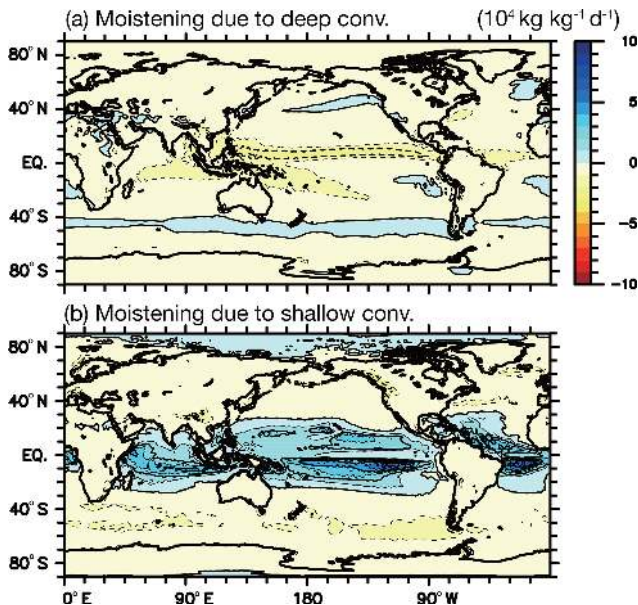 (a) Moistening due to deep conv. (10⁴ kg kg⁻¹ d⁻¹)
80° N
40° N
EQ.
40° S
80° S
10
5
0
−5
−10
(b) Moistening due to shallow conv.
80° N
40° N
EQ.
40° S
80° S
0° E 90° E 180 90° W